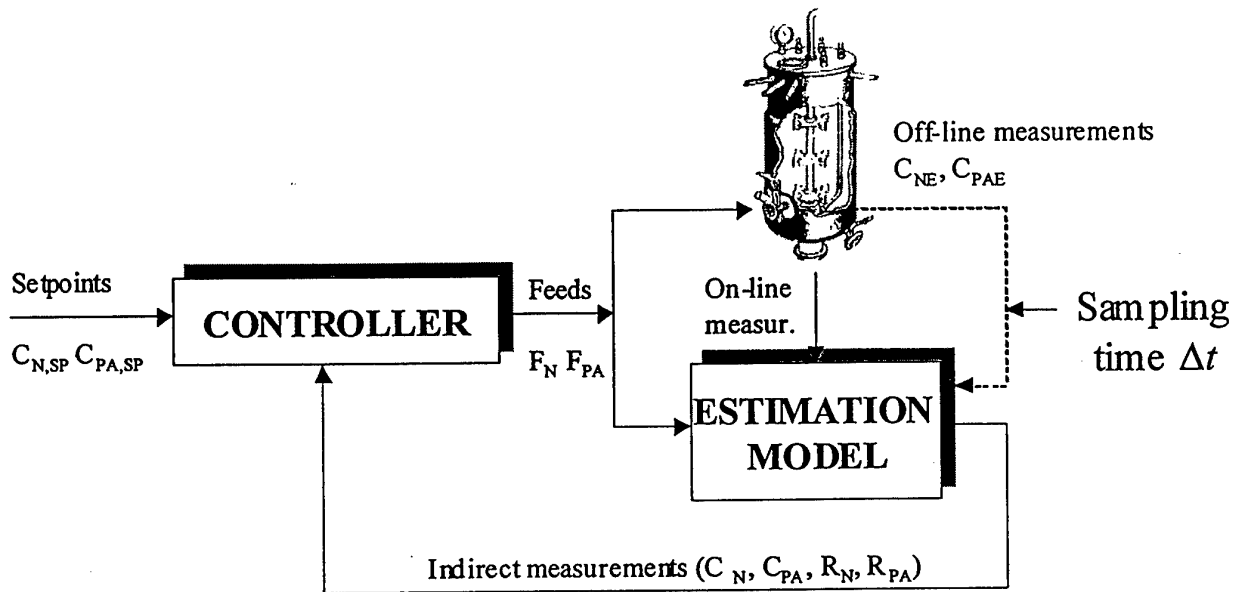 Off-line measurements
C_NE, C_PAE
Setpoints
C_N,SP C_PA,SP
CONTROLLER
Feeds
F_N F_PA
On-line
measur.
Sampling
time Δt
ESTIMATION
MODEL
Indirect measurements (C_N, C_PA, R_N, R_PA)